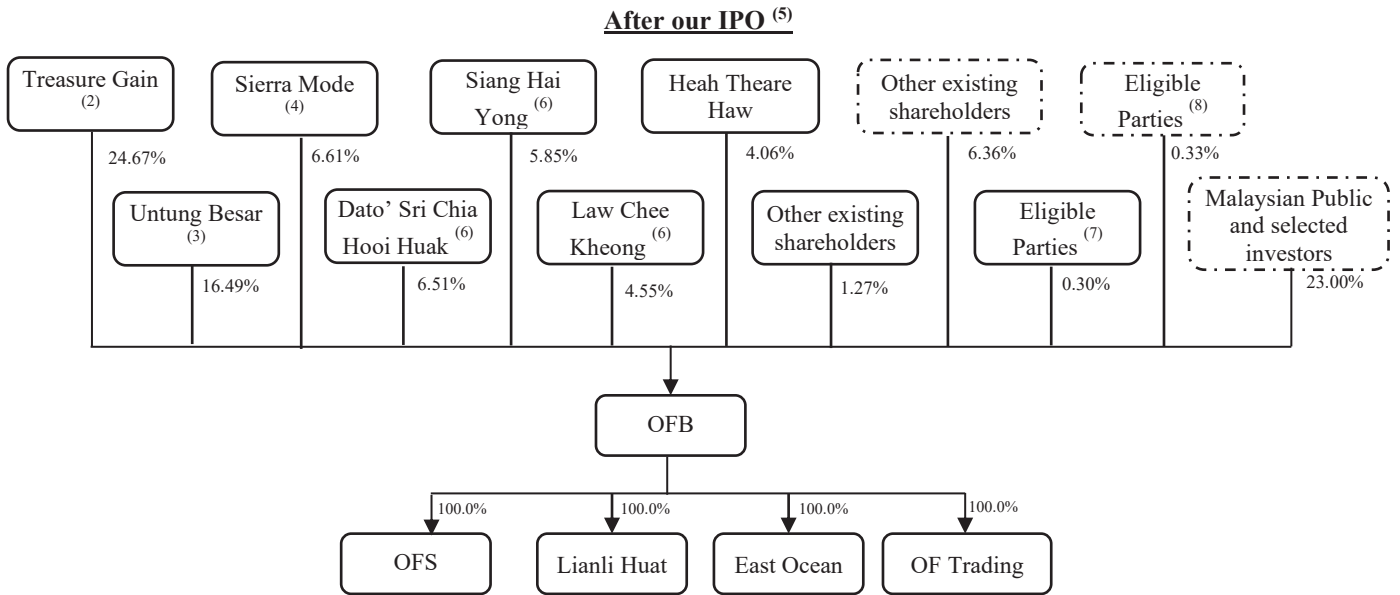 After our IPO (5)
Treasure Gain
(2)
24.67%
Sierra Mode
(4)
6.61%
Siang Hai
Yong (6)
5.85%
Heah Theare
Haw
4.06%
Other existing
shareholders
6.36%
Eligible
Parties (8)
0.33%
Untung Besar
(3)
16.49%
Dato’ Sri Chia
Hooi Huak (6)
6.51%
Law Chee
Kheong (6)
4.55%
Other existing
shareholders
1.27%
Eligible
Parties (7)
0.30%
Malaysian Public
and selected
investors
23.00%
OFB
100.0%
100.0%
100.0%
100.0%
OFS
Lianli Huat
East Ocean
OF Trading